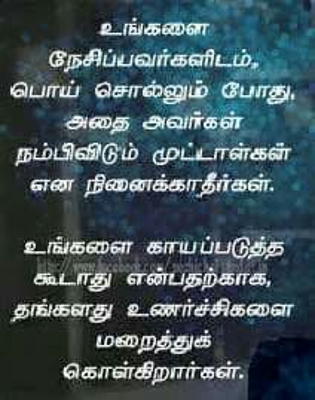 உங்களை
நேசிப்பவர்களிடம்,
பொய் சொல்லும் போது,
அதை அவர்கள்
நம்பிவிடும் முட்டாள்கள்
என நினைக்காதீர்கள்.
உங்களை காயப்படுத்த
கூடாது என்பதற்காக,
தங்களது உணர்ச்சிகளை
மறைத்துக்
கொள்கிறார்கள்.